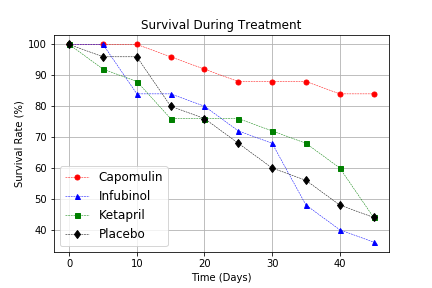 Survival During Treatment
100
90
80
70
60
50
40
Survival Rate (%)
Capomulin
Infubinol
Ketapril
Placebo
0
10
20
30
40
Time (Days)